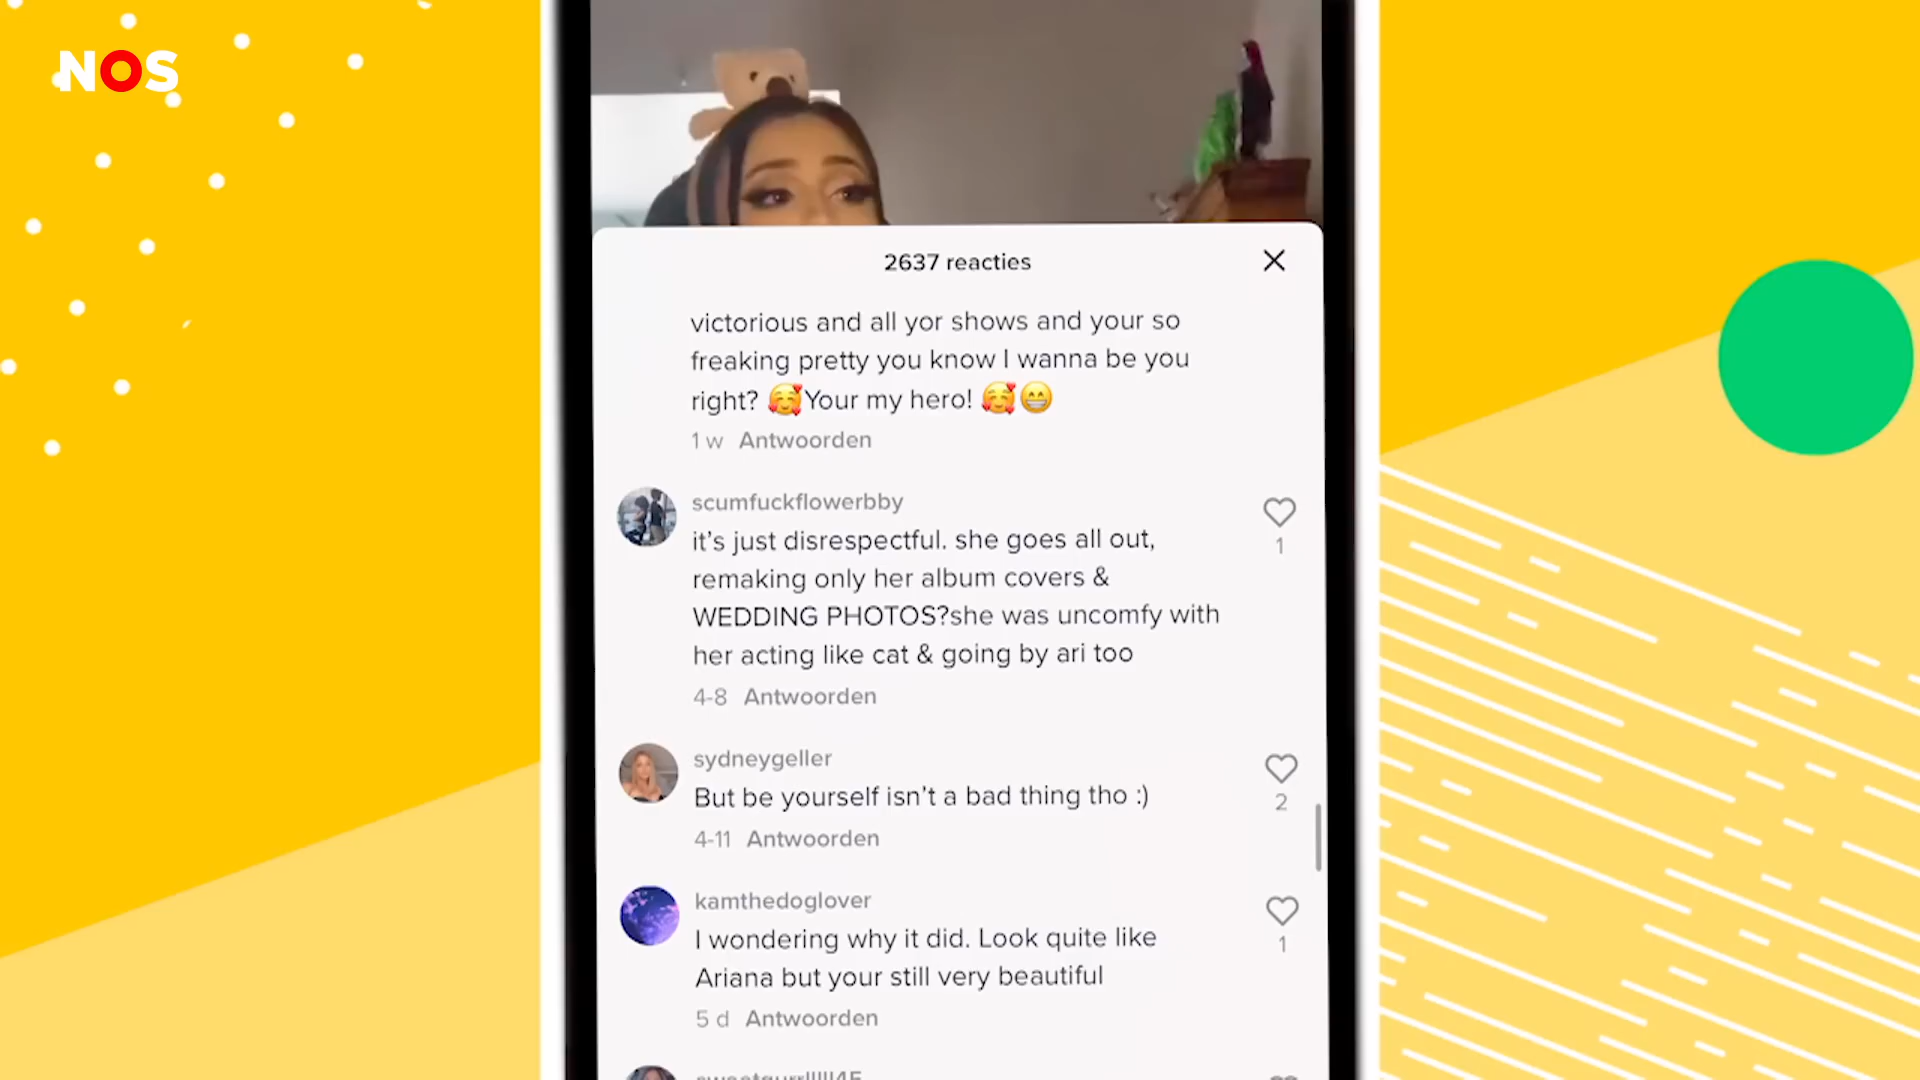 NOS
2637 reacties
victorious and all yor shows and your so
freaking pretty you know I wanna be you
right? 🥰Your my hero! 🥰😁
1 w Antwoorden
scumfuckflowerbby
it's just disrespectful. she goes all out,
remaking only her album covers &
WEDDING PHOTOS?she was uncomfy with
her acting like cat & going by ari too
4-8 Antwoorden
1
sydneygeller
But be yourself isn't a bad thing tho :)
4-11 Antwoorden
2
kamthedoglover
I wondering why it did. Look quite like
Ariana but your still very beautiful
5 d Antwoorden
1